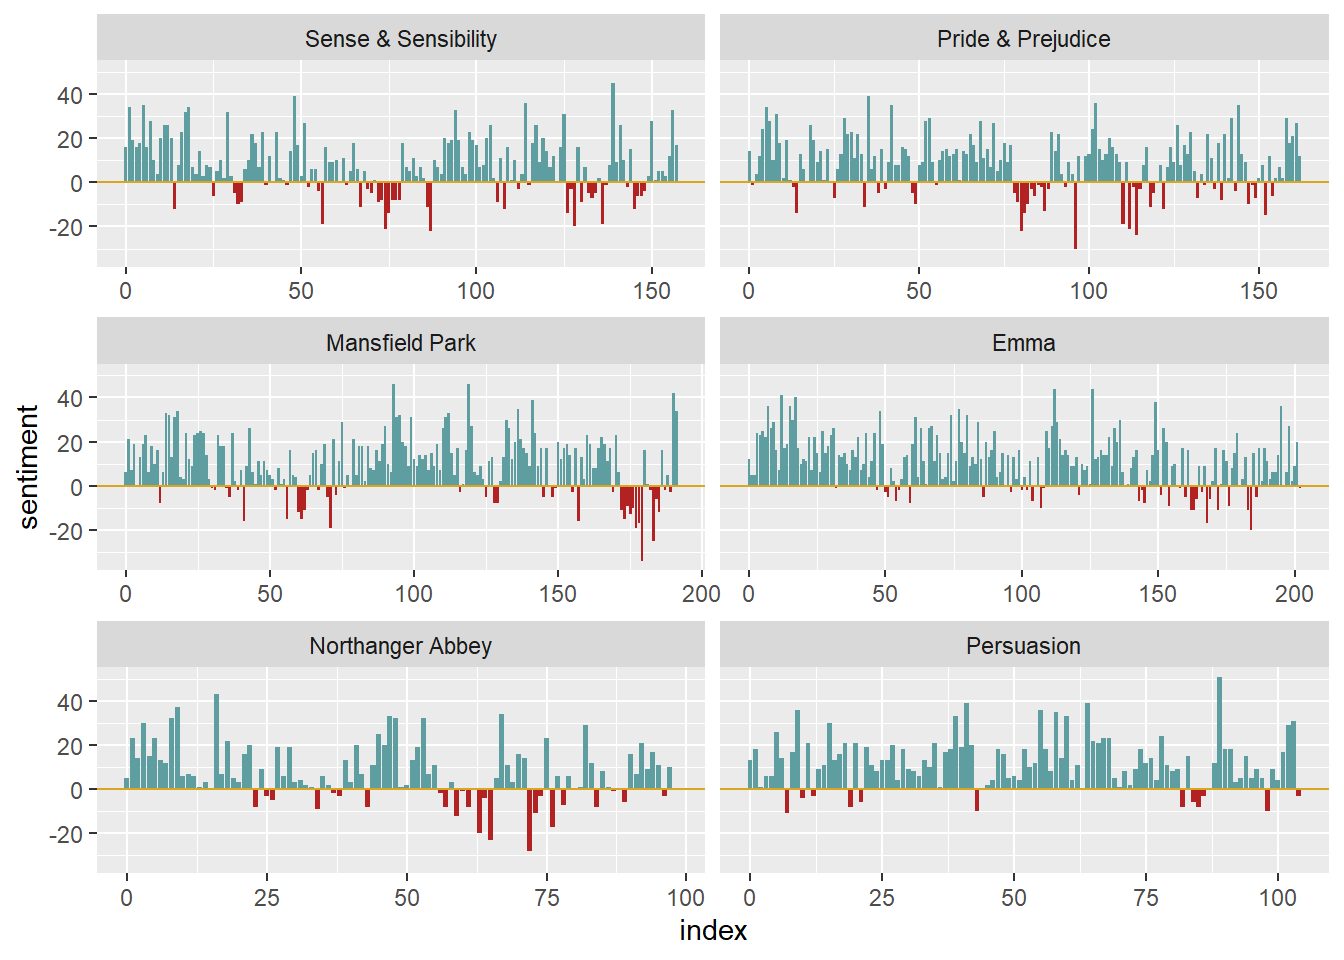 Sense & Sensibility
Pride & Prejudice
40
20
0
-20
0 50 100 150
0 50 100 150
Mansfield Park
Emma
40
20
0
-20
0 50 100 150 200
0 50 100 150 200
Northanger Abbey
Persuasion
40
20
0
-20
0 25 50 75 100
0 25 50 75 100
sentiment
index